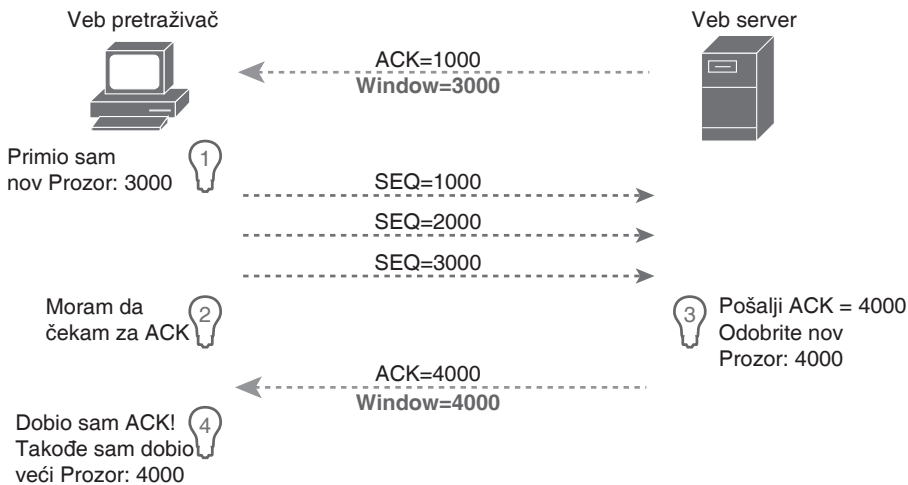 Veb pretraživač
Veb server
ACK=1000
Window=3000
Primio sam
nov Prozor: 3000
1
SEQ=1000
SEQ=2000
SEQ=3000
Moram da
čekam za ACK
2
3
Pošalji ACK = 4000
Odobrite nov
Prozor: 4000
ACK=4000
Window=4000
Dobio sam ACK!
Takođe sam dobio
veći Prozor: 4000
4